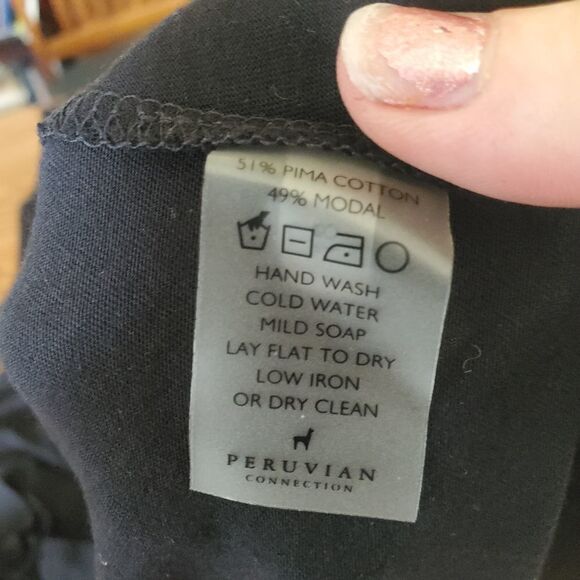 51% PIMA COTTON
49% MODAL
HAND WASH
COLD WATER
MILD SOAP
LAY FLAT TO DRY
LOW IRON
OR DRY CLEAN
PERUVIAN
CONNECTION